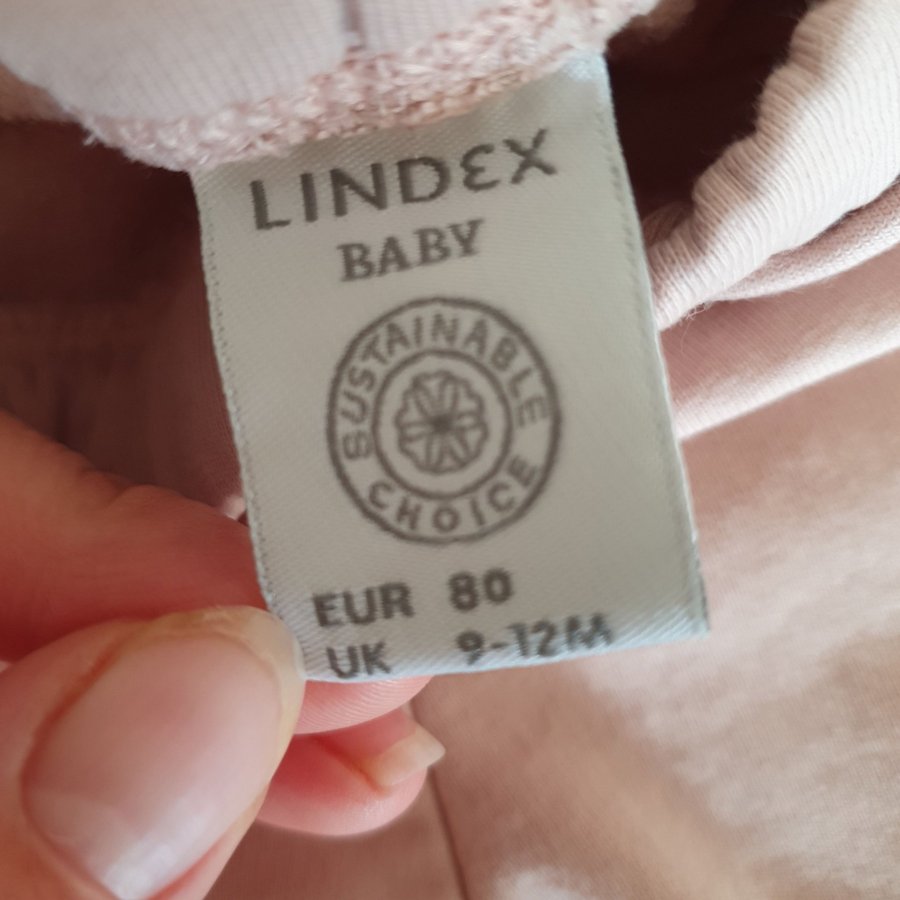 LINDEX
BABY
SUSTAINABLE
CHOICE
EUR 80
UK 9-12M